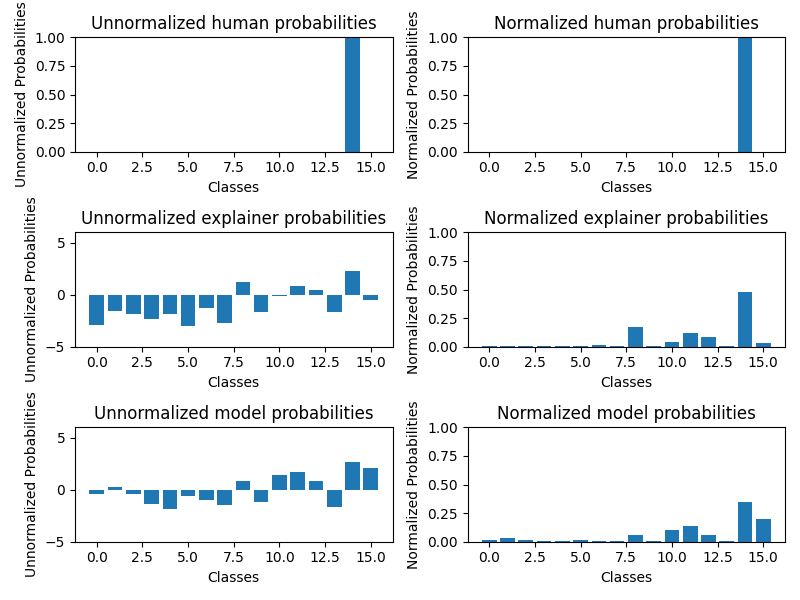 Unnormalized human probabilities
Unnormalized Probabilities
1.00
0.75
0.50
0.25
0.00
0.0 2.5 5.0 7.5 10.0 12.5 15.0
Classes
Normalized human probabilities
Normalized Probabilities
1.00
0.75
0.50
0.25
0.00
0.0 2.5 5.0 7.5 10.0 12.5 15.0
Classes
Unnormalized explainer probabilities
Unnormalized Probabilities
5
0
−5
0.0 2.5 5.0 7.5 10.0 12.5 15.0
Classes
Normalized explainer probabilities
Normalized Probabilities
1.00
0.75
0.50
0.25
0.00
0.0 2.5 5.0 7.5 10.0 12.5 15.0
Classes
Unnormalized model probabilities
Unnormalized Probabilities
5
0
−5
0.0 2.5 5.0 7.5 10.0 12.5 15.0
Classes
Normalized model probabilities
Normalized Probabilities
1.00
0.75
0.50
0.25
0.00
0.0 2.5 5.0 7.5 10.0 12.5 15.0
Classes